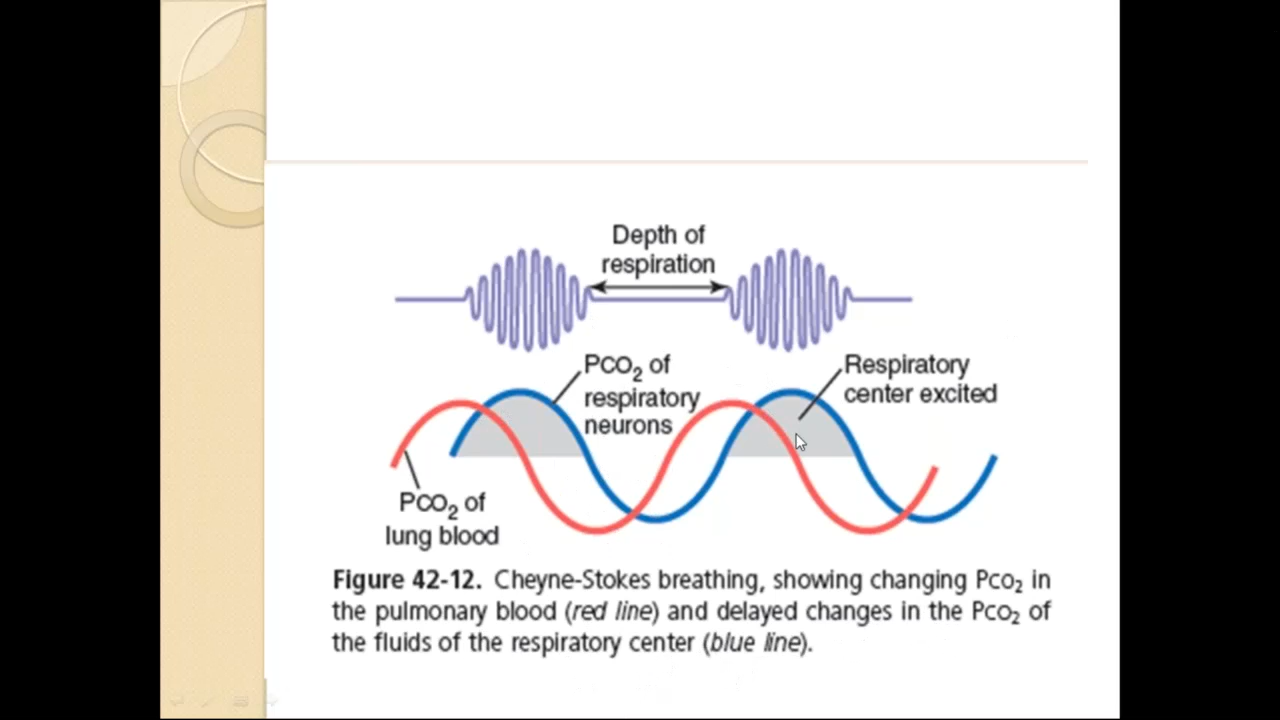 Depth of
respiration
PCO₂ of
respiratory
neurons
Respiratory
center excited
PCO₂ of
lung blood
Figure 42-12. Cheyne-Stokes breathing, showing changing PCO₂ in
the pulmonary blood (red line) and delayed changes in the PCO₂ of
the fluids of the respiratory center (blue line).